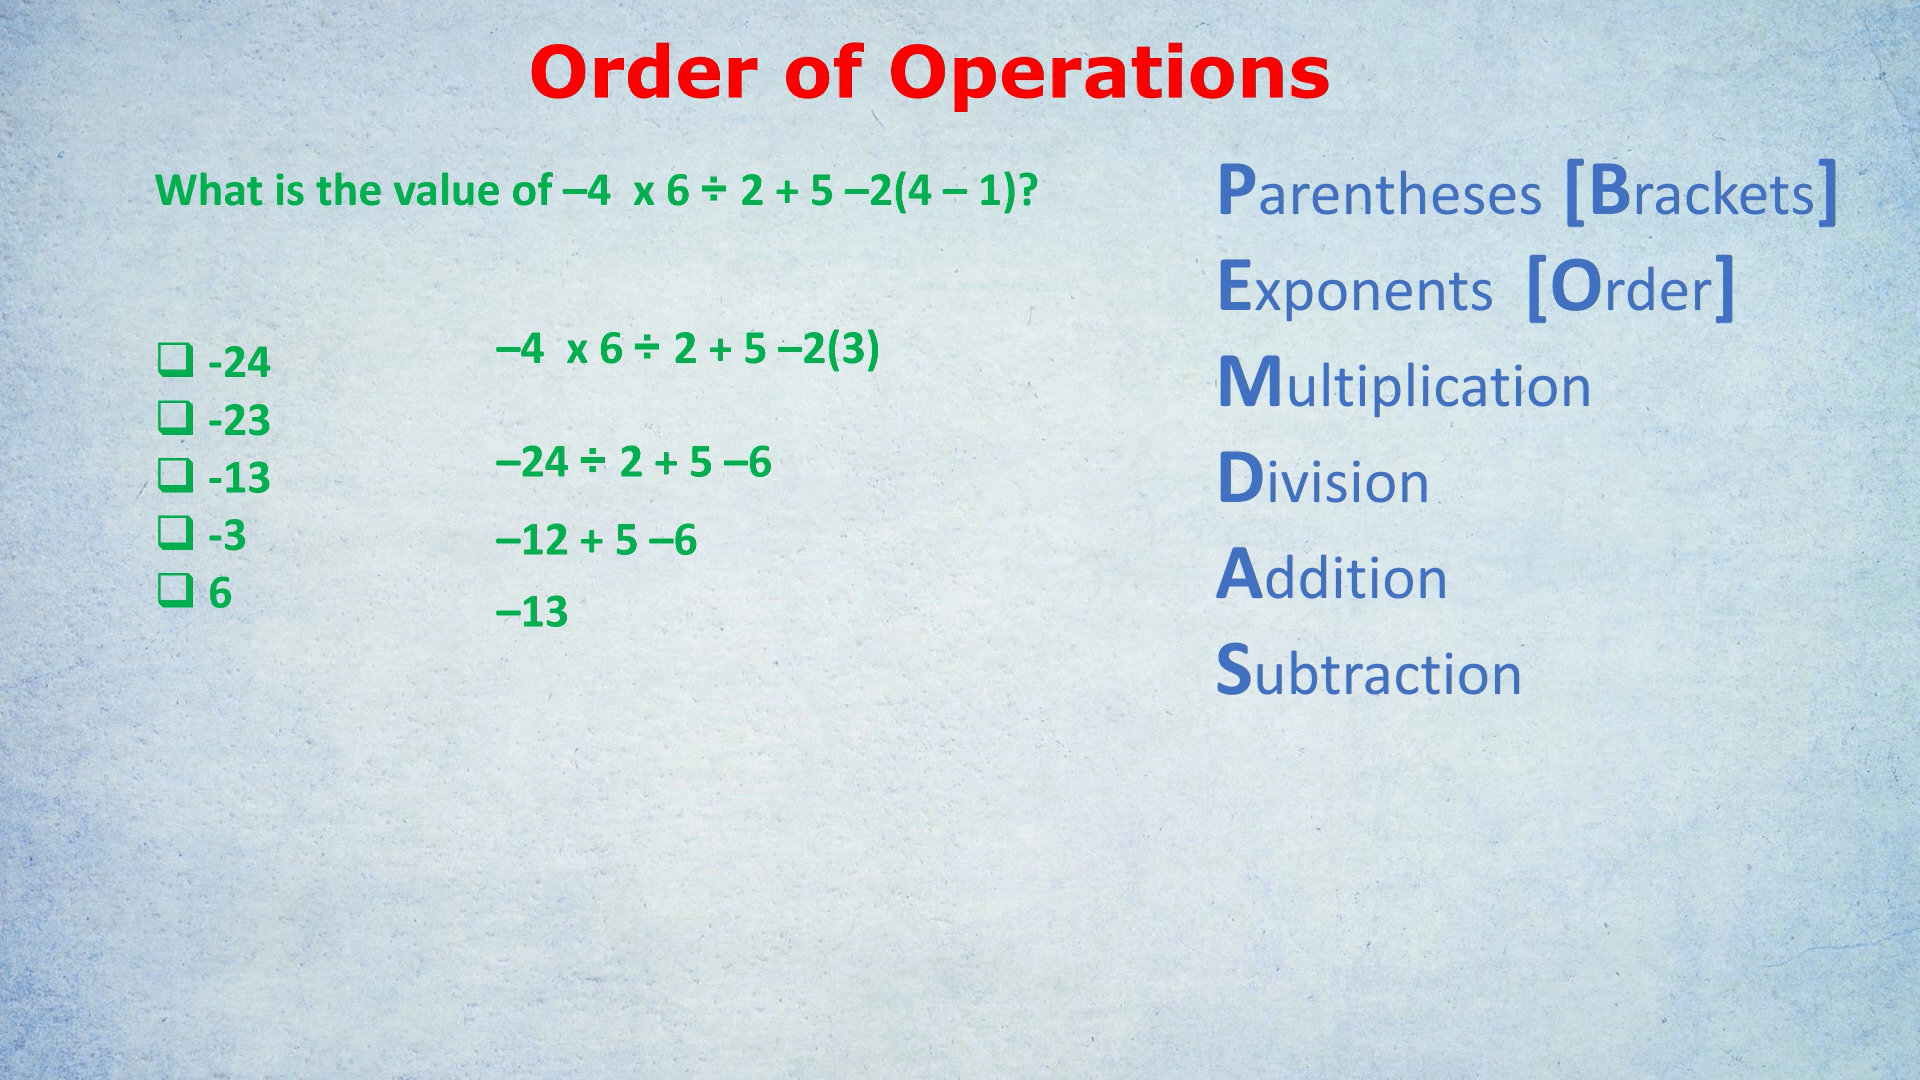 Order of Operations
What is the value of –4  x 6 ÷ 2 + 5 –2(4 – 1)?
❑ -24
❑ -23
❑ -13
❑ -3
❑ 6
–4  x 6 ÷ 2 + 5 –2(3)
–24 ÷ 2 + 5 –6
–12 + 5 –6
–13
Parentheses [Brackets]
Exponents  [Order]
Multiplication
Division
Addition
Subtraction